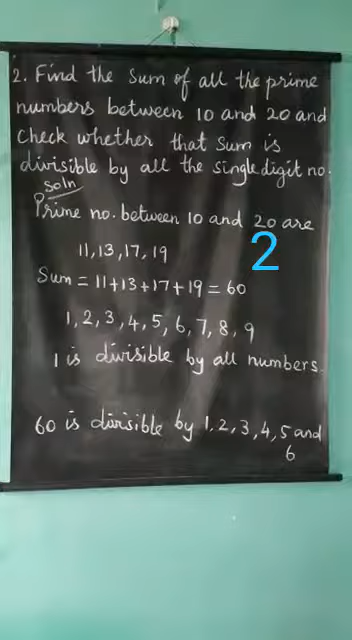 2. Find the sum of all the prime
numbers between 10 and 20 and
check whether that sum is
divisible by all the single digit no.
Soln
Prime no. between 10 and 20 are
11, 13, 17, 19
2
Sum = 11+13+17+19 = 60
1, 2, 3, 4, 5, 6, 7, 8, 9
1 is divisible by all numbers.
60 is divisible by 1, 2, 3, 4, 5 and
6